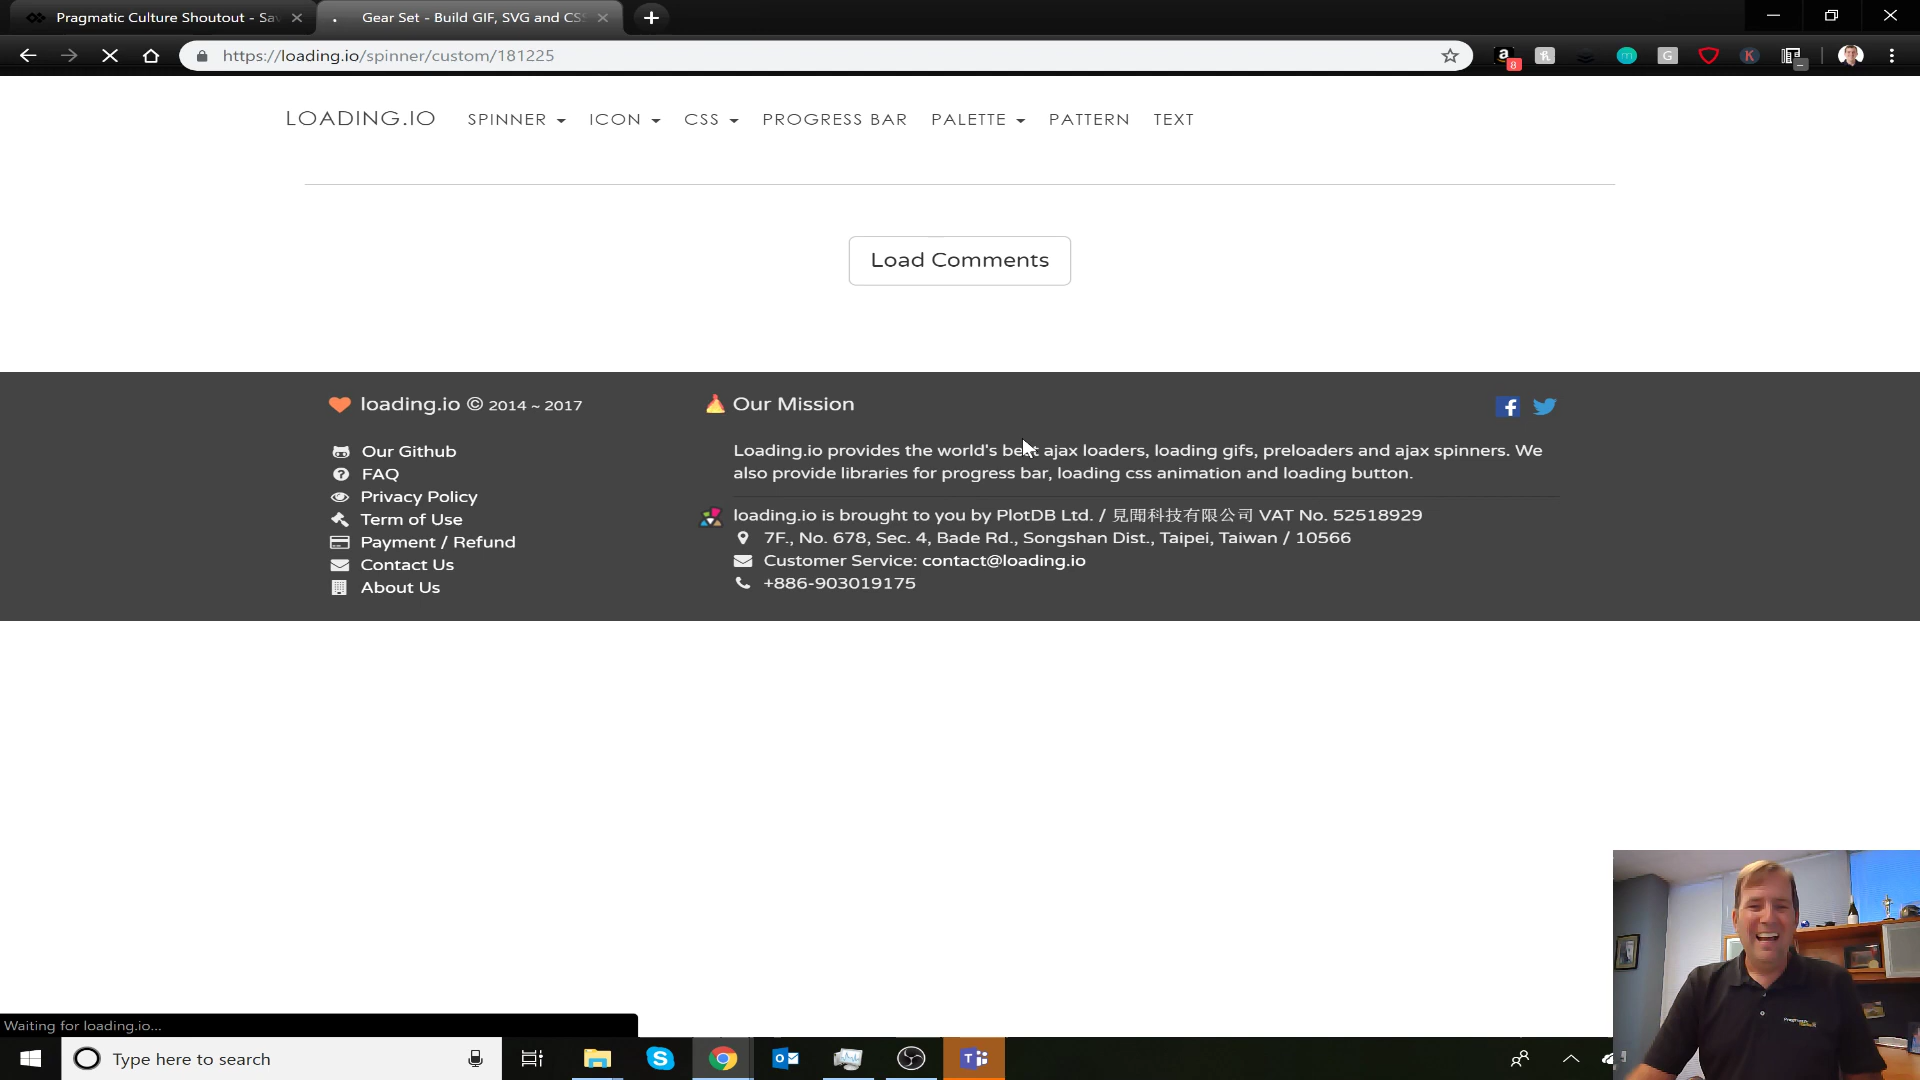 Pragmatic Culture Shoutout - Sav
Gear Set - Build GIF, SVG and CSS
https://loading.io/spinner/custom/181225
8
LOADING.IO
SPINNER
ICON
CSS
PROGRESS BAR
PALETTE
PATTERN
TEXT
Load Comments
loading.io © 2014 ~ 2017
Our Github
FAQ
Privacy Policy
Term of Use
Payment / Refund
Contact Us
About Us
Our Mission
Loading.io provides the world's best ajax loaders, loading gifs, preloaders and ajax spinners. We
also provide libraries for progress bar, loading css animation and loading button.
loading.io is brought to you by PlotDB Ltd. / 見聞科技有限公司 VAT No. 52518929
7F., No. 678, Sec. 4, Bade Rd., Songshan Dist., Taipei, Taiwan / 10566
Customer Service: contact@loading.io
+886-903019175
Waiting for loading.io...
Type here to search